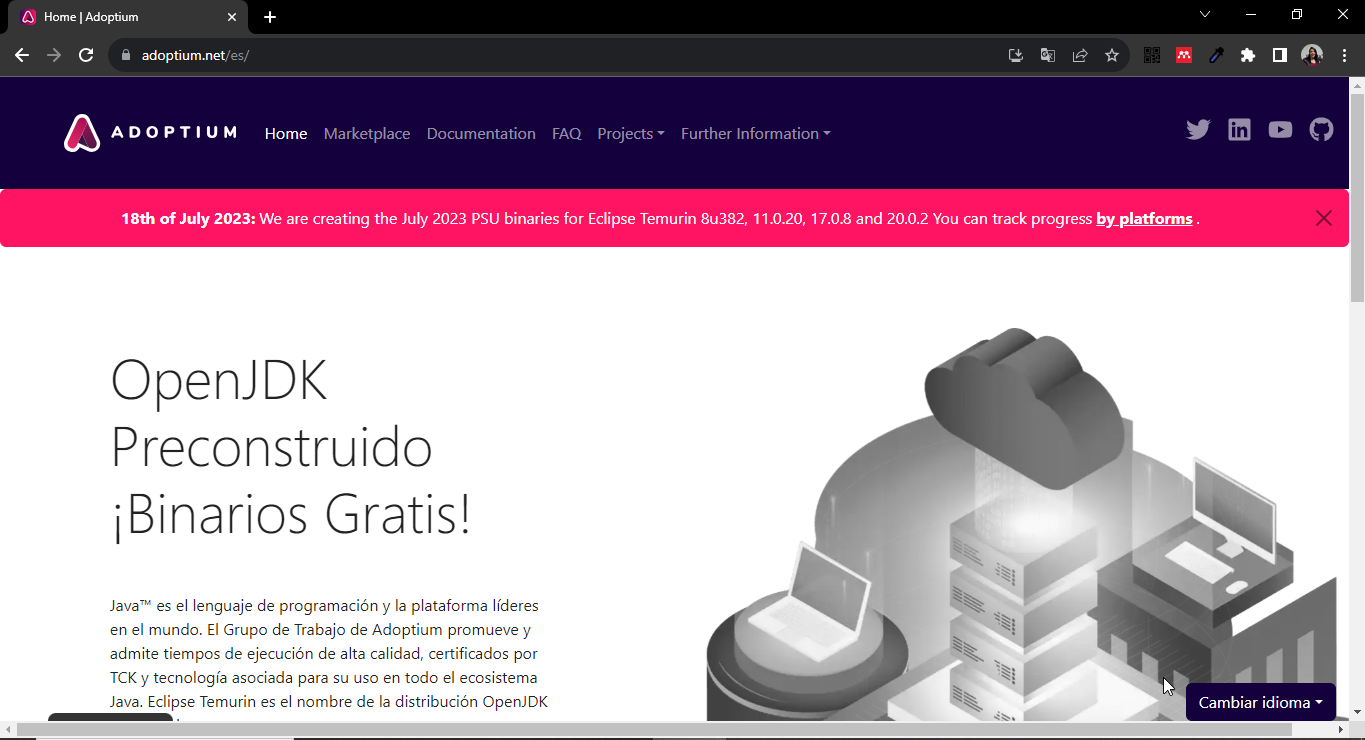 Home | Adoptium
adoptium.net/es/
ADOPTIUM
Home Marketplace Documentation FAQ Projects Further Information
18th of July 2023: We are creating the July 2023 PSU binaries for Eclipse Temurin 8u382, 11.0.20, 17.0.8 and 20.0.2 You can track progress by platforms .
OpenJDK
Preconstruido
¡Binarios Gratis!
Java™ es el lenguaje de programación y la plataforma líderes
en el mundo. El Grupo de Trabajo de Adoptium promueve y
admite tiempos de ejecución de alta calidad, certificados por
TCK y tecnología asociada para su uso en todo el ecosistema
Java. Eclipse Temurin es el nombre de la distribución OpenJDK
Cambiar idioma